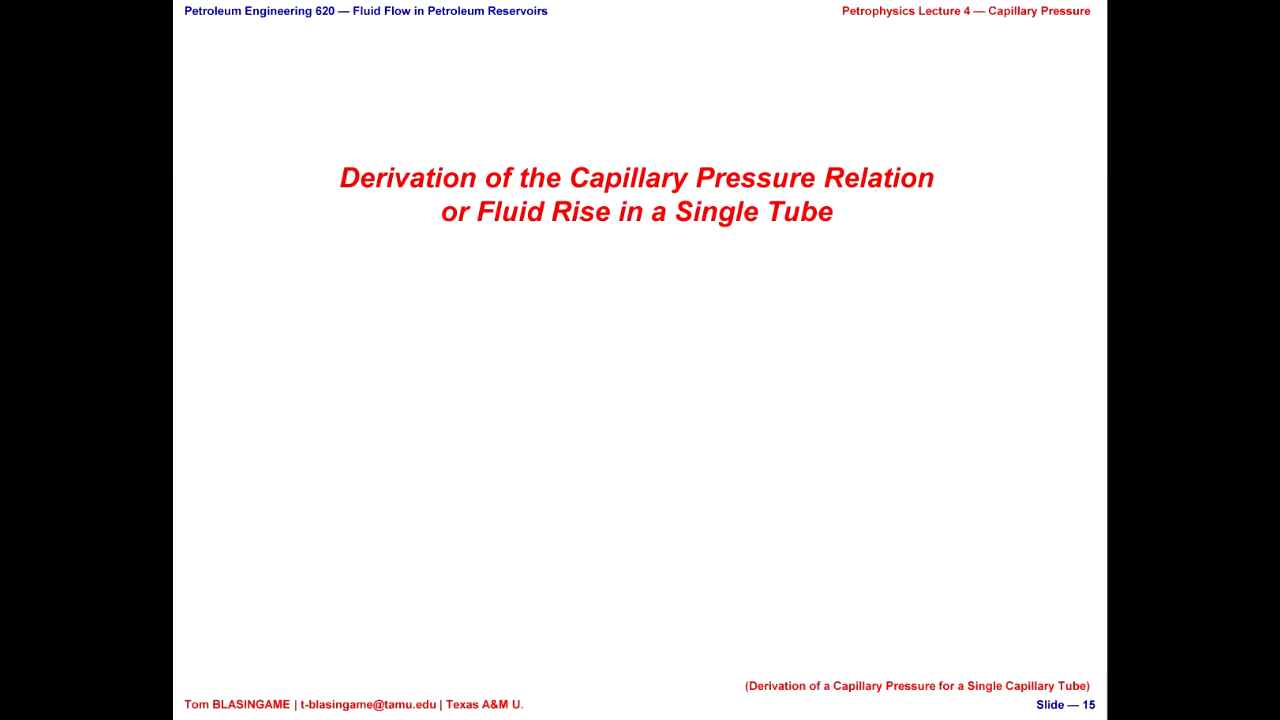 Petroleum Engineering 620 — Fluid Flow in Petroleum Reservoirs
Petrophysics Lecture 4 — Capillary Pressure
Derivation of the Capillary Pressure Relation
or Fluid Rise in a Single Tube
(Derivation of a Capillary Pressure for a Single Capillary Tube)
Tom BLASINGAME | t-blasingame@tamu.edu | Texas A&M U.
Slide — 15